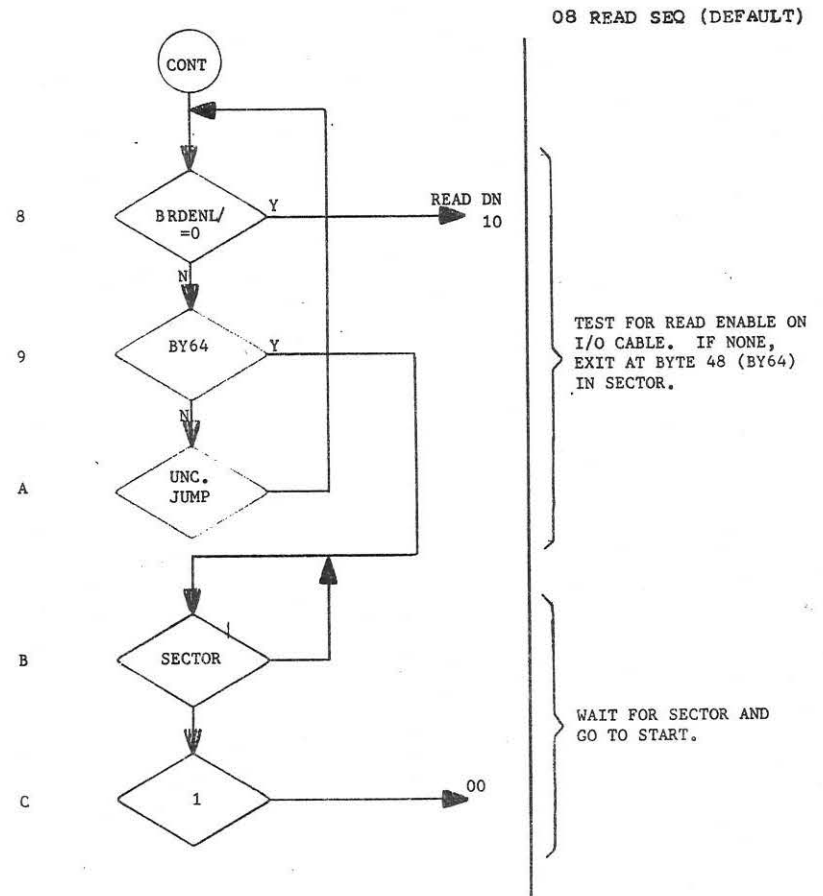 08 READ SEQ (DEFAULT)
CONT
8
BRDENL/
=0
Y
READ DN
10
N
9
BY64
Y
N
TEST FOR READ ENABLE ON
I/O CABLE. IF NONE,
EXIT AT BYTE 48 (BY64)
IN SECTOR.
A
UNC.
JUMP
B
SECTOR
WAIT FOR SECTOR AND
GO TO START.
C
1
00